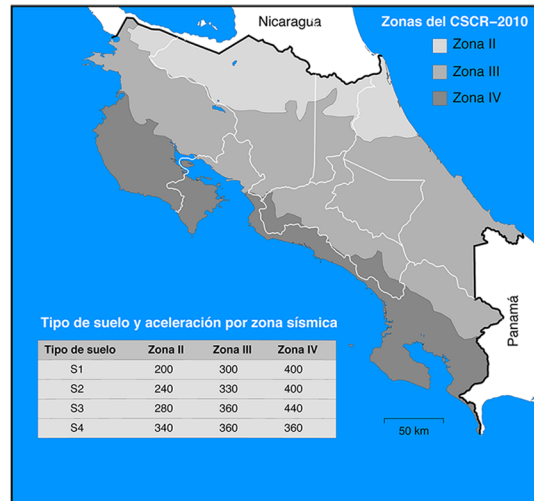 Nicaragua
Zonas del CSCR–2010
Zona II
Zona III
Zona IV
Panamá
Tipo de suelo y aceleración por zona sísmica
Tipo de suelo Zona II Zona III Zona IV
S1 200 300 400
S2 240 330 400
S3 280 360 440
S4 340 360 360
50 km